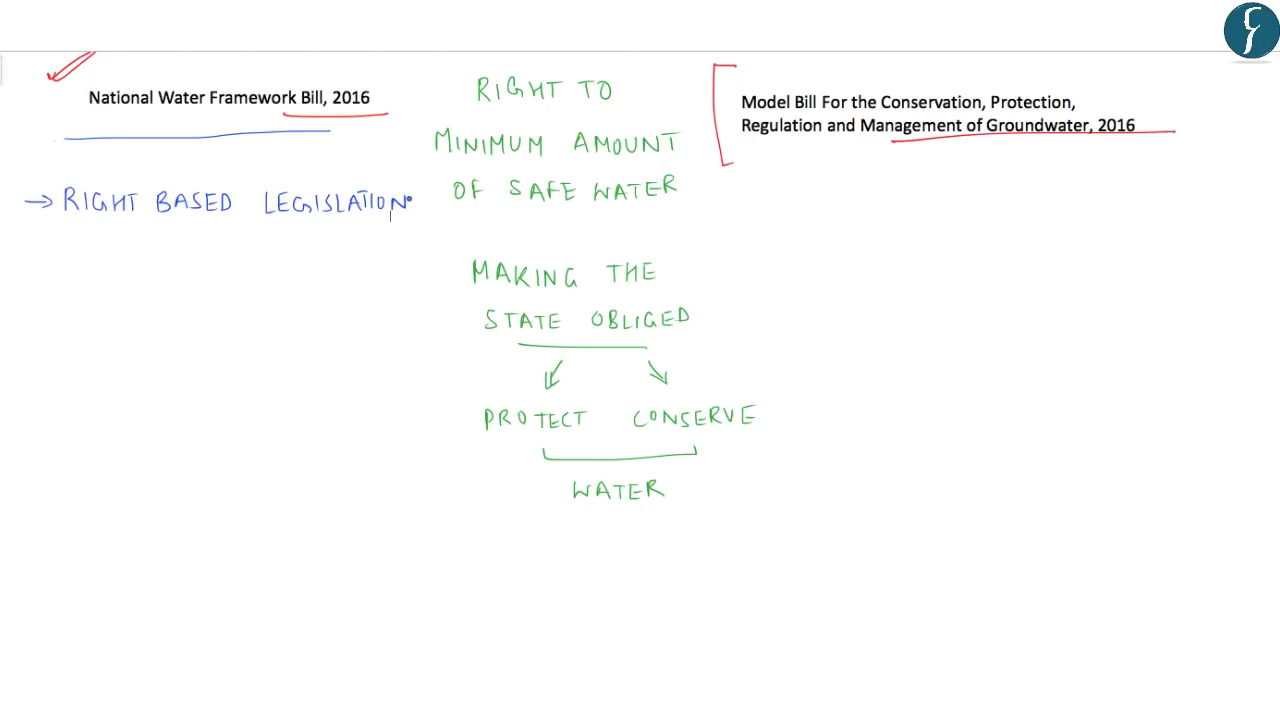 National Water Framework Bill, 2016
→ RIGHT BASED LEGISLATION
RIGHT TO
MINIMUM AMOUNT
OF SAFE WATER
MAKING THE
STATE OBLIGED
PROTECT CONSERVE
WATER
Model Bill For the Conservation, Protection,
Regulation and Management of Groundwater, 2016